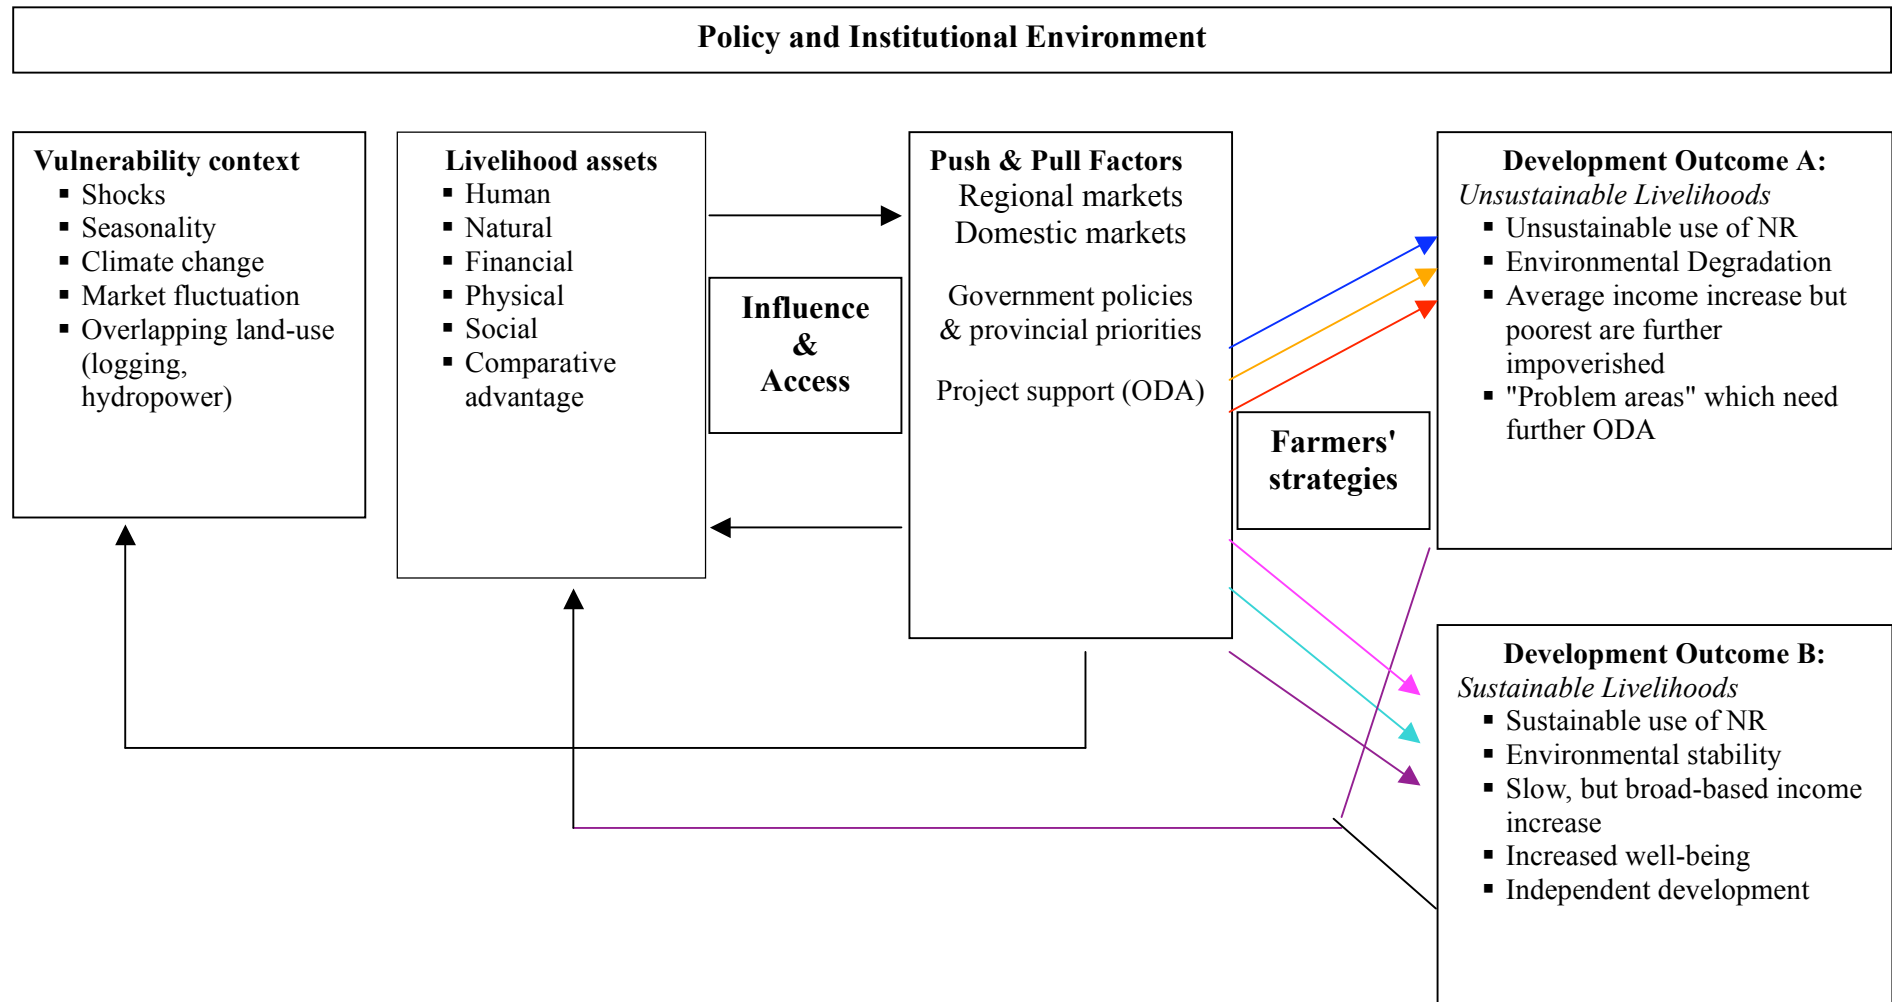 Policy and Institutional Environment
Vulnerability context
▪ Shocks
▪ Seasonality
▪ Climate change
▪ Market fluctuation
▪ Overlapping land-use
(logging,
hydropower)
Livelihood assets
▪ Human
▪ Natural
▪ Financial
▪ Physical
▪ Social
▪ Comparative
advantage
Influence
&
Access
Push & Pull Factors
Regional markets
Domestic markets
Government policies
& provincial priorities
Project support (ODA)
Farmers'
strategies
Development Outcome A:
Unsustainable Livelihoods
▪ Unsustainable use of NR
▪ Environmental Degradation
▪ Average income increase but
poorest are further
impoverished
▪ "Problem areas" which need
further ODA
Development Outcome B:
Sustainable Livelihoods
▪ Sustainable use of NR
▪ Environmental stability
▪ Slow, but broad-based income
increase
▪ Increased well-being
▪ Independent development